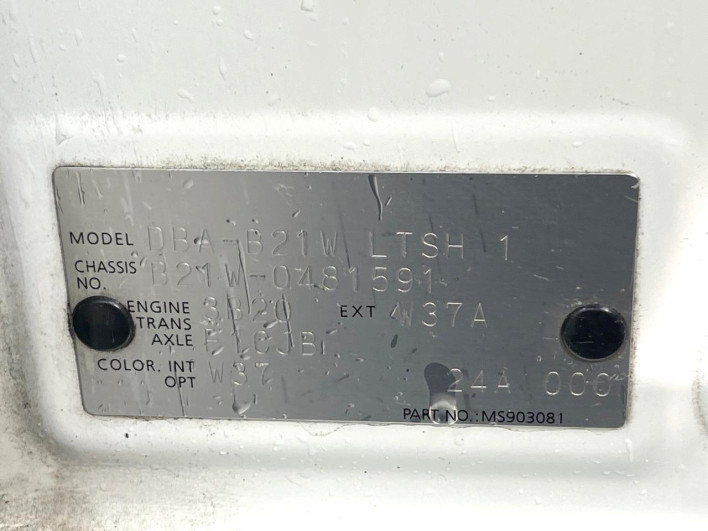 MODEL DBA-B21W LTSH 1
CHASSIS NO. B21W-0481591
ENGINE 3B20 EXT W37A
TRANS AXLE F1CJB
COLOR. INT W37
OPT 24A 000
PART NO.: MS903081